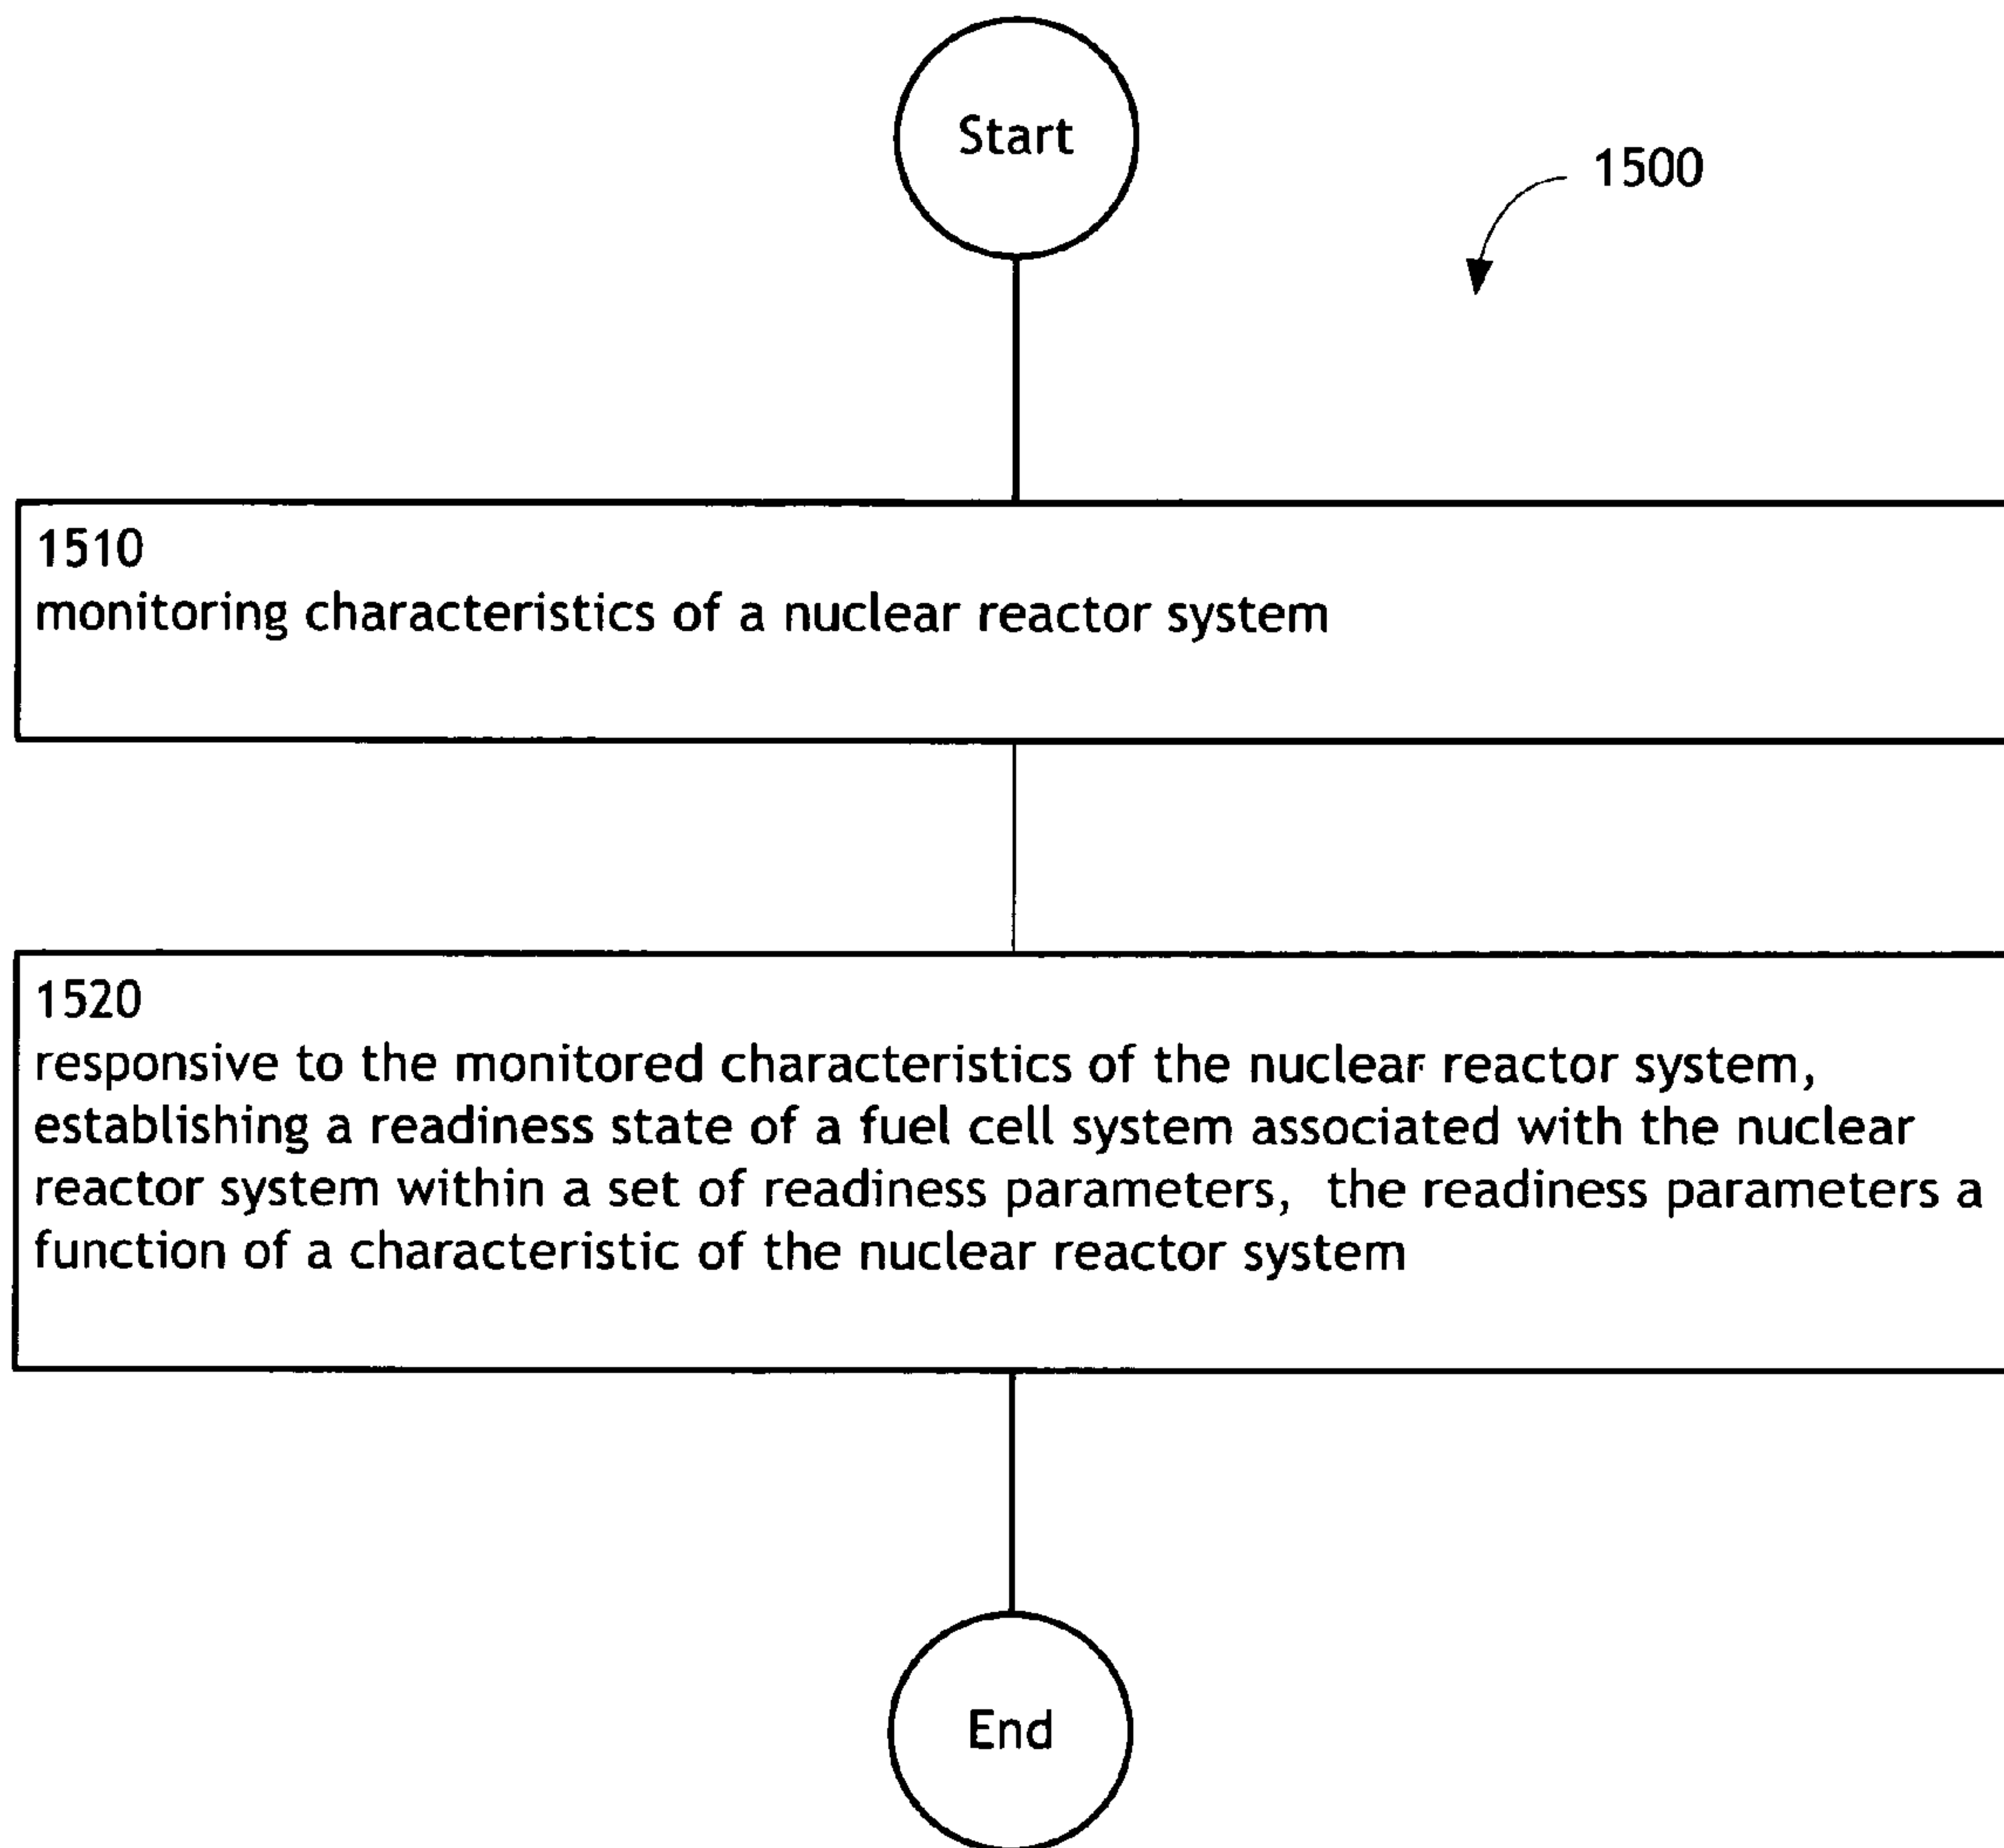 Start
1500
1510
monitoring characteristics of a nuclear reactor system
1520
responsive to the monitored characteristics of the nuclear reactor system,
establishing a readiness state of a fuel cell system associated with the nuclear
reactor system within a set of readiness parameters, the readiness parameters a
function of a characteristic of the nuclear reactor system
End